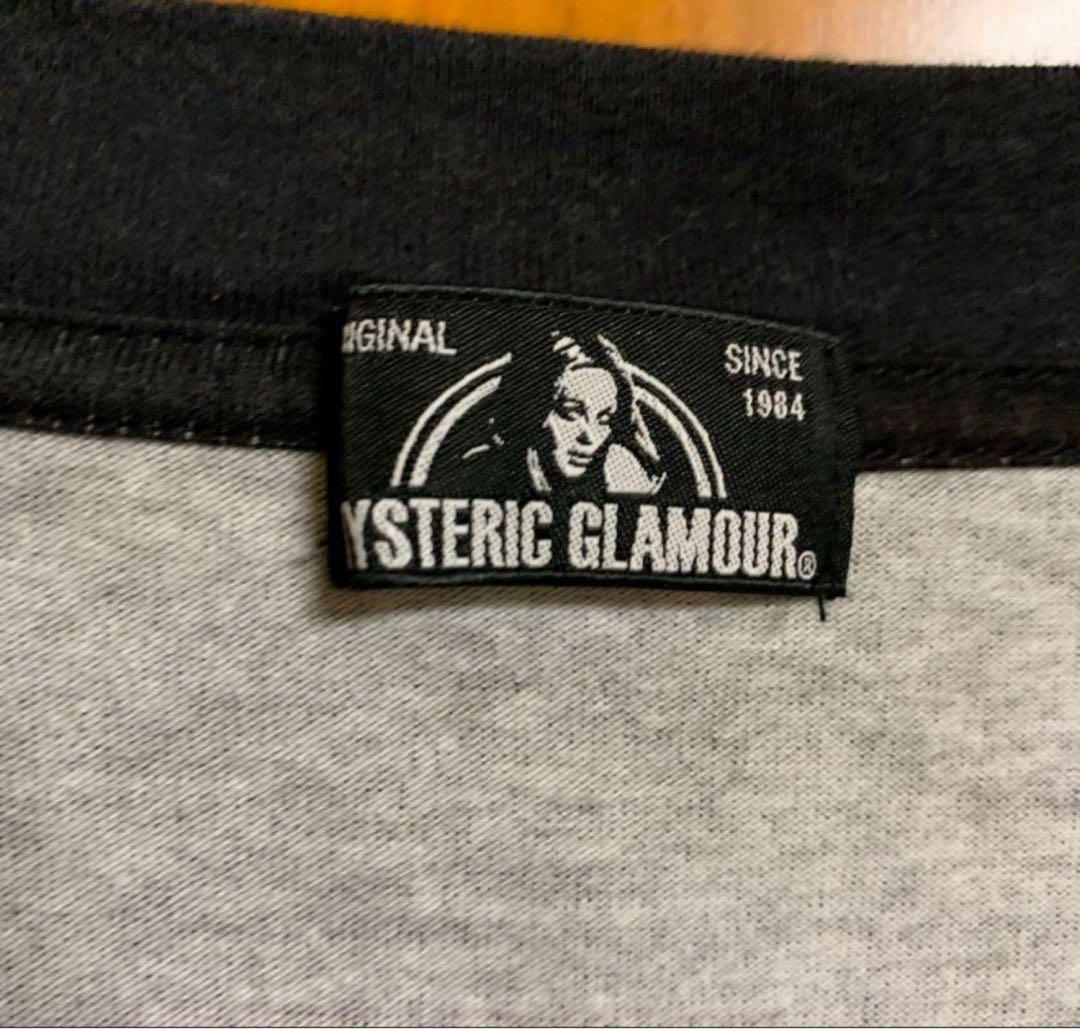 IGINAL
SINCE
1984
YSTERIC GLAMOUR®